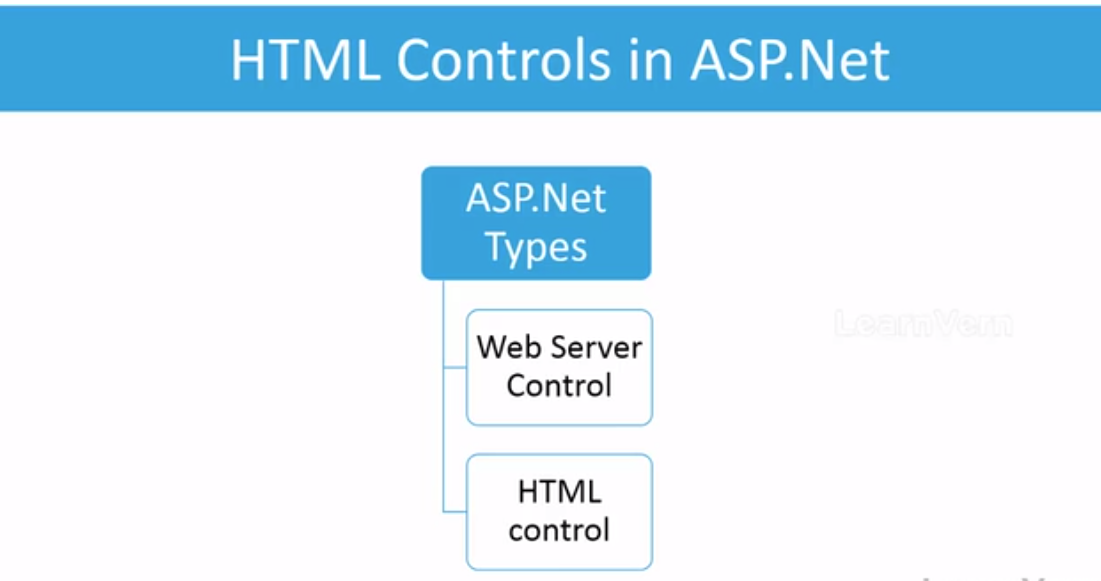 HTML Controls in ASP.Net
ASP.Net
Types
Web Server
Control
LearnVern
HTML
control